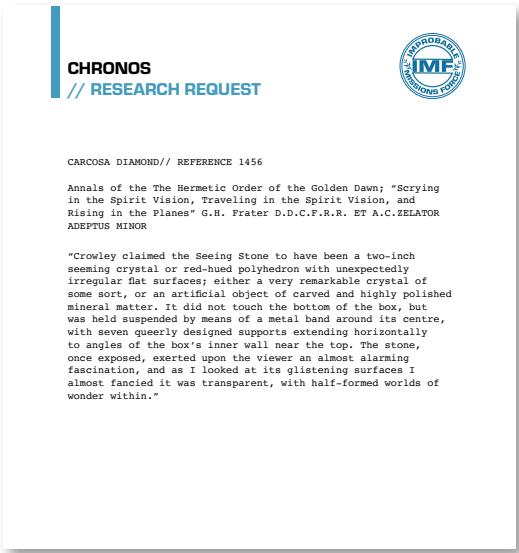 CHRONOS
// RESEARCH REQUEST
IMPROBABLE
IMF
MISSIONS FORCE
CARCOSA DIAMOND// REFERENCE 1456
Annals of the The Hermetic Order of the Golden Dawn; “Scrying
in the Spirit Vision, Traveling in the Spirit Vision, and
Rising in the Planes” G.H. Frater D.D.C.F.R.R. ET A.C.ZELATOR
ADEPTUS MINOR
“Crowley claimed the Seeing Stone to have been a two-inch
seeming crystal or red-hued polyhedron with unexpectedly
irregular flat surfaces; either a very remarkable crystal of
some sort, or an artificial object of carved and highly polished
mineral matter. It did not touch the bottom of the box, but
was held suspended by means of a metal band around its centre,
with seven queerly designed supports extending horizontally
to angles of the box’s inner wall near the top. The stone,
once exposed, exerted upon the viewer an almost alarming
fascination, and as I looked at its glistening surfaces I
almost fancied it was transparent, with half-formed worlds of
wonder within.”